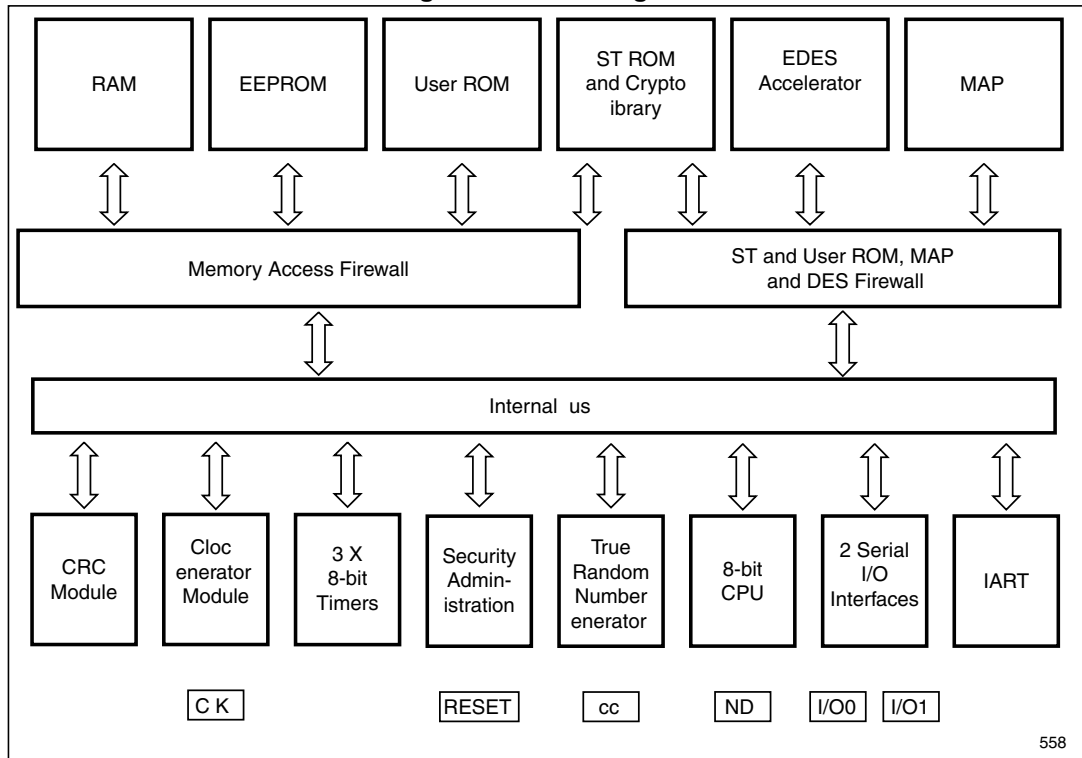 RAM
EEPROM
User ROM
ST ROM
and Crypto
ibrary
EDES
Accelerator
MAP
Memory Access Firewall
ST and User ROM, MAP
and DES Firewall
Internal us
CRC
Module
Cloc
enerator
Module
3 X
8-bit
Timers
Security
Admin-
istration
True
Random
Number
enerator
8-bit
CPU
2 Serial
I/O
Interfaces
IART
C K
RESET
cc
ND
I/O0
I/O1
558